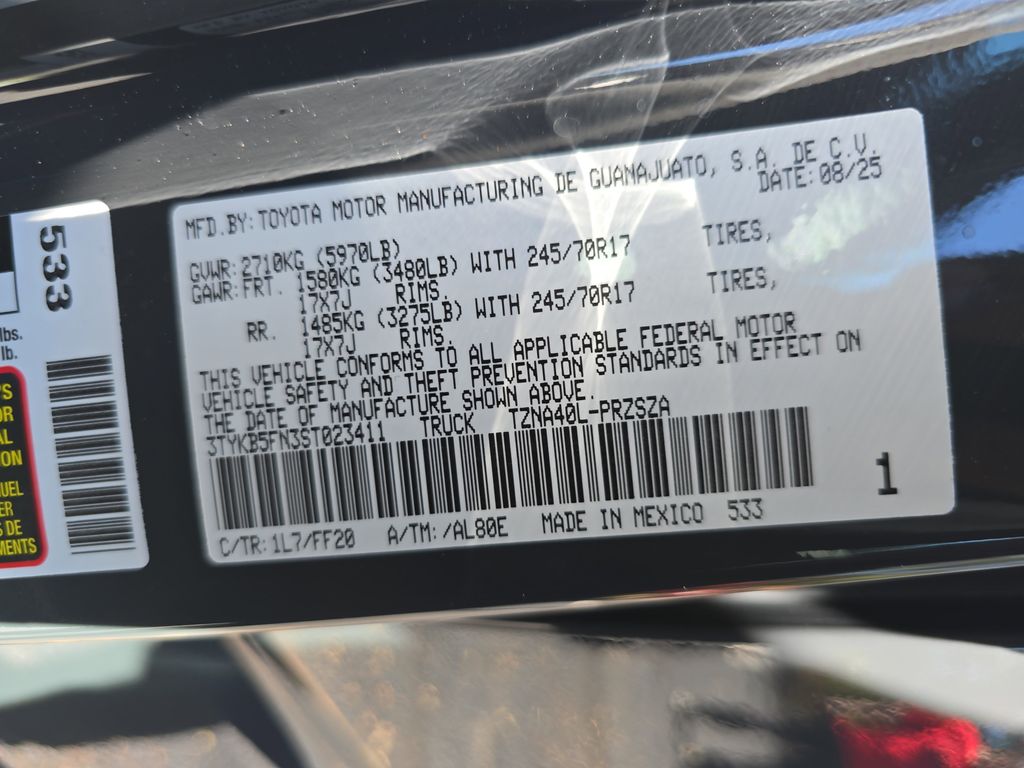 533
lbs.
lb.
MFD.BY:TOYOTA MOTOR MANUFACTURING DE GUANAJUATO, S.A. DE C.V.
DATE:08/25
GVWR:2710KG (5970LB)
GAWR:FRT. 1580KG (3480LB) WITH 245/70R17 TIRES,
17X7J RIMS.
RR. 1485KG (3275LB) WITH 245/70R17 TIRES,
17X7J RIMS.
THIS VEHICLE CONFORMS TO ALL APPLICABLE FEDERAL MOTOR
VEHICLE SAFETY AND THEFT PREVENTION STANDARDS IN EFFECT ON
THE DATE OF MANUFACTURE SHOWN ABOVE.
3TYKB5FN3ST023411 TRUCK TZNA40L-PRZSZA
C/TR:1L7/FF20 A/TM:/AL80E MADE IN MEXICO 533
1